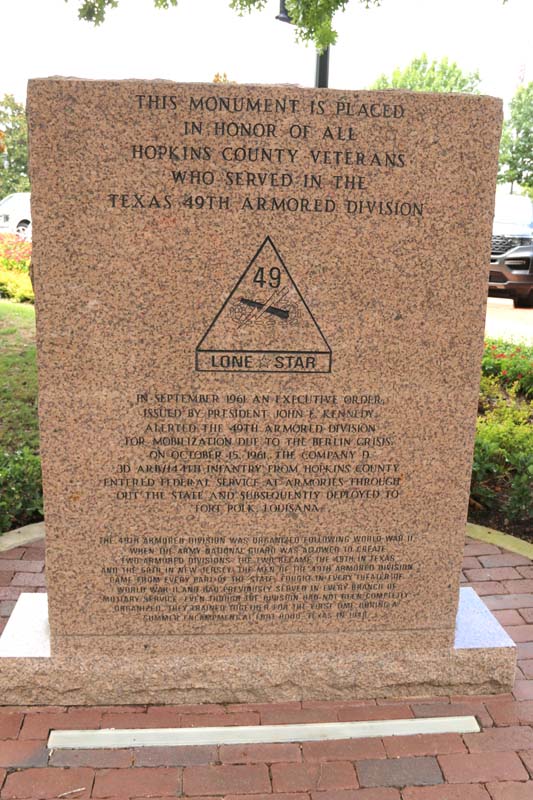 THIS MONUMENT IS PLACED
IN HONOR OF ALL
HOPKINS COUNTY VETERANS
WHO SERVED IN THE
TEXAS 49TH ARMORED DIVISION
49
LONE STAR
IN SEPTEMBER 1961 AN EXECUTIVE ORDER,
ISSUED BY PRESIDENT JOHN F. KENNEDY,
ALERTED THE 49TH ARMORED DIVISION
FOR MOBILIZATION DUE TO THE BERLIN CRISIS.
ON OCTOBER 15, 1961, THE COMPANY D
3D ARB/144TH INFANTRY FROM HOPKINS COUNTY
ENTERED FEDERAL SERVICE AT ARMORIES THROUGH
OUT THE STATE AND SUBSEQUENTLY DEPLOYED TO
FORT POLK, LOUISIANA.
THE 49TH ARMORED DIVISION WAS ORGANIZED FOLLOWING WORLD WAR II
WHEN THE ARMY NATIONAL GUARD WAS ALLOWED TO CREATE
TWO ARMORED DIVISIONS. THE TWO BECAME THE 49TH IN TEXAS
AND THE 50TH IN NEW JERSEY. THE MEN OF THE 49TH ARMORED DIVISION
CAME FROM EVERY PART OF THE STATE, FOUGHT IN EVERY THEATER OF
WORLD WAR II AND HAD PREVIOUSLY SERVED IN EVERY BRANCH OF
MILITARY SERVICE. EVEN THOUGH THE DIVISION HAD NOT BEEN COMPLETLY
ORGANIZED, THEY TRAINED TOGETHER FOR THE FIRST TIME DURING A
SUMMER ENCAMPMENT AT FORT HOOD, TEXAS IN 1948.